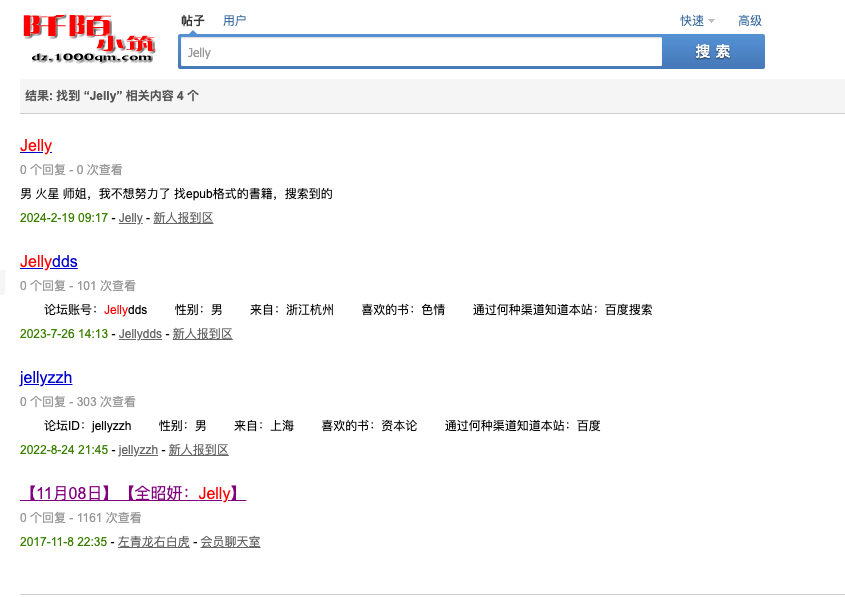 阡陌小筑
dz.1000qm.com
帖子 用户 快速 高级
Jelly 搜 索
结果: 找到 “Jelly” 相关内容 4 个
Jelly
0 个回复 - 0 次查看
男 火星 师姐，我不想努力了 找epub格式的書籍，搜索到的
2024-2-19 09:17 - Jelly - 新人报到区
Jellydds
0 个回复 - 101 次查看
论坛账号：Jellydds 性别：男 来自：浙江杭州 喜欢的书：色情 通过何种渠道知道本站：百度搜索
2023-7-26 14:13 - Jellydds - 新人报到区
jellyzzh
0 个回复 - 303 次查看
论坛ID：jellyzzh 性别：男 来自：上海 喜欢的书：资本论 通过何种渠道知道本站：百度
2022-8-24 21:45 - jellyzzh - 新人报到区
【11月08日】【全昭妍：Jelly】
0 个回复 - 1161 次查看
2017-11-8 22:35 - 左青龙右白虎 - 会员聊天室